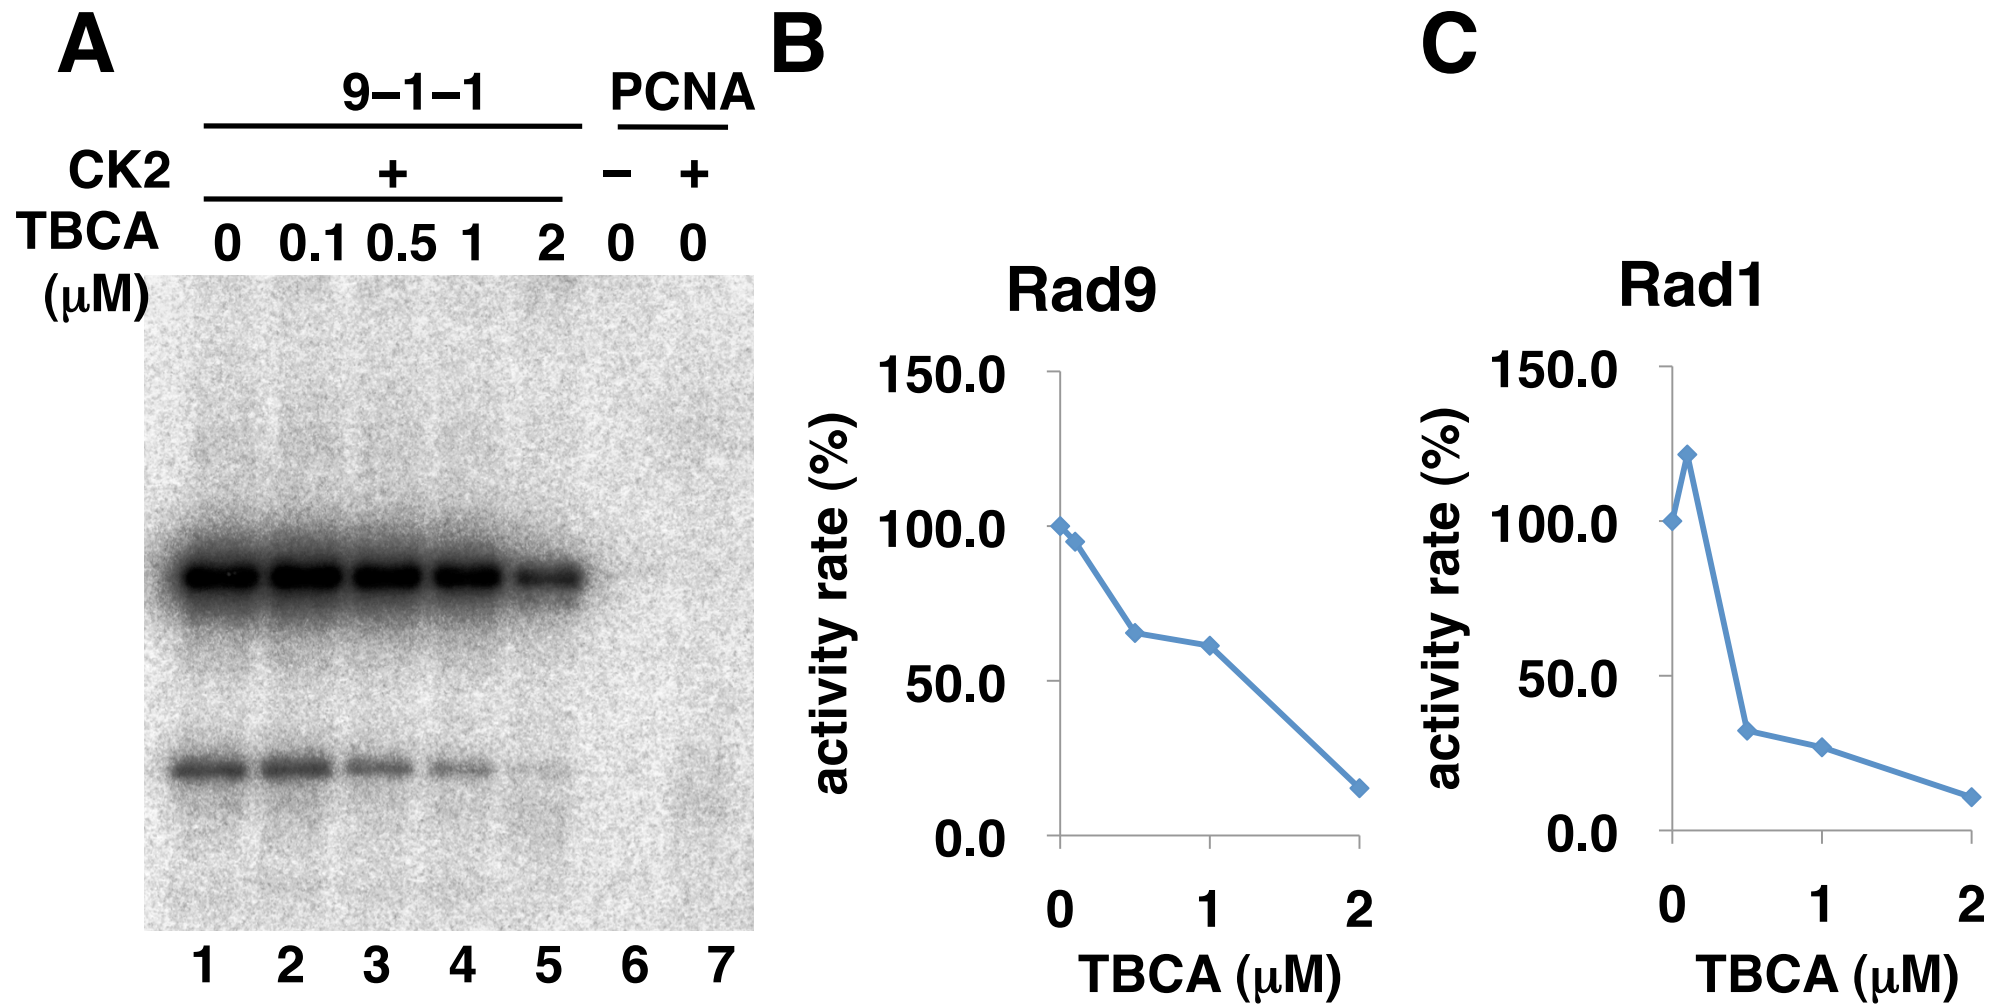 A
9–1–1 PCNA
CK2 + – +
TBCA 0 0.1 0.5 1 2 0 0
(μM)
1 2 3 4 5 6 7
B
Rad9
activity rate (%)
150.0
100.0
50.0
0.0
0 1 2
TBCA (μM)
C
Rad1
activity rate (%)
150.0
100.0
50.0
0.0
0 1 2
TBCA (μM)